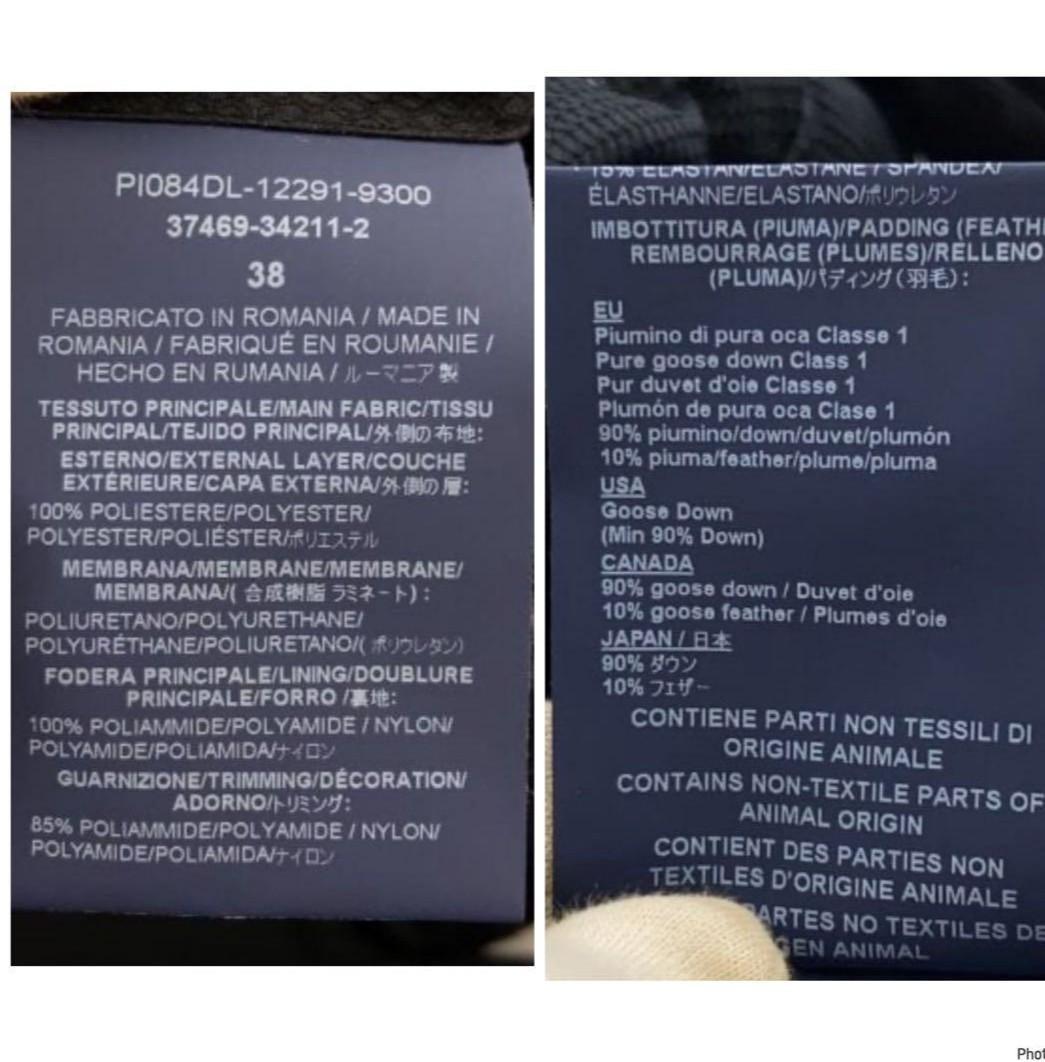 PI084DL-12291-9300
37469-34211-2
38
FABBRICATO IN ROMANIA / MADE IN
ROMANIA / FABRIQUÉ EN ROUMANIE /
HECHO EN RUMANIA / ルーマニア製
TESSUTO PRINCIPALE/MAIN FABRIC/TISSU
PRINCIPAL/TEJIDO PRINCIPAL/外側の布地:
ESTERNO/EXTERNAL LAYER/COUCHE
EXTÉRIEURE/CAPA EXTERNA/外側の層:
100% POLIESTERE/POLYESTER/
POLYESTER/POLIÉSTER/ポリエステル
MEMBRANA/MEMBRANE/MEMBRANE/
MEMBRANA/( 合成樹脂 ラミネート) :
POLIURETANO/POLYURETHANE/
POLYURÉTHANE/POLIURETANO/( ポリウレタン)
FODERA PRINCIPALE/LINING/DOUBLURE
PRINCIPALE/FORRO /裏地:
100% POLIAMMIDE/POLYAMIDE / NYLON/
POLYAMIDE/POLIAMIDA/ナイロン
GUARNIZIONE/TRIMMING/DÉCORATION/
ADORNO/トリミング:
85% POLIAMMIDE/POLYAMIDE / NYLON/
POLYAMIDE/POLIAMIDA/ナイロン
15% ELASTAN/ELASTANE / SPANDEX/
ÉLASTHANNE/ELASTANO/ポリウレタン
IMBOTTITURA (PIUMA)/PADDING (FEATH
REMBOURRAGE (PLUMES)/RELLENO
(PLUMA)/パディング (羽毛) :
EU
Piumino di pura oca Classe 1
Pure goose down Class 1
Pur duvet d'oie Classe 1
Plumón de pura oca Clase 1
90% piumino/down/duvet/plumón
10% piuma/feather/plume/pluma
USA
Goose Down
(Min 90% Down)
CANADA
90% goose down / Duvet d'oie
10% goose feather / Plumes d'oie
JAPAN / 日本
90% ダウン
10% フェザー
CONTIENE PARTI NON TESSILI DI
ORIGINE ANIMALE
CONTAINS NON-TEXTILE PARTS OF
ANIMAL ORIGIN
CONTIENT DES PARTIES NON
TEXTILES D'ORIGINE ANIMALE
ARTES NO TEXTILES DE
GEN ANIMAL
Phot